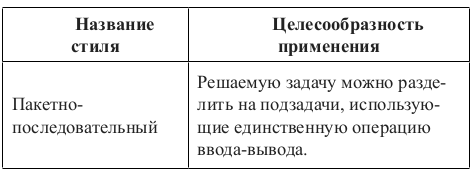 Название
стиля
Целесообразность
применения
Пакетно-
последовательный
Решаемую задачу можно разде-
лить на подзадачи, использую-
щие единственную операцию
ввода-вывода.